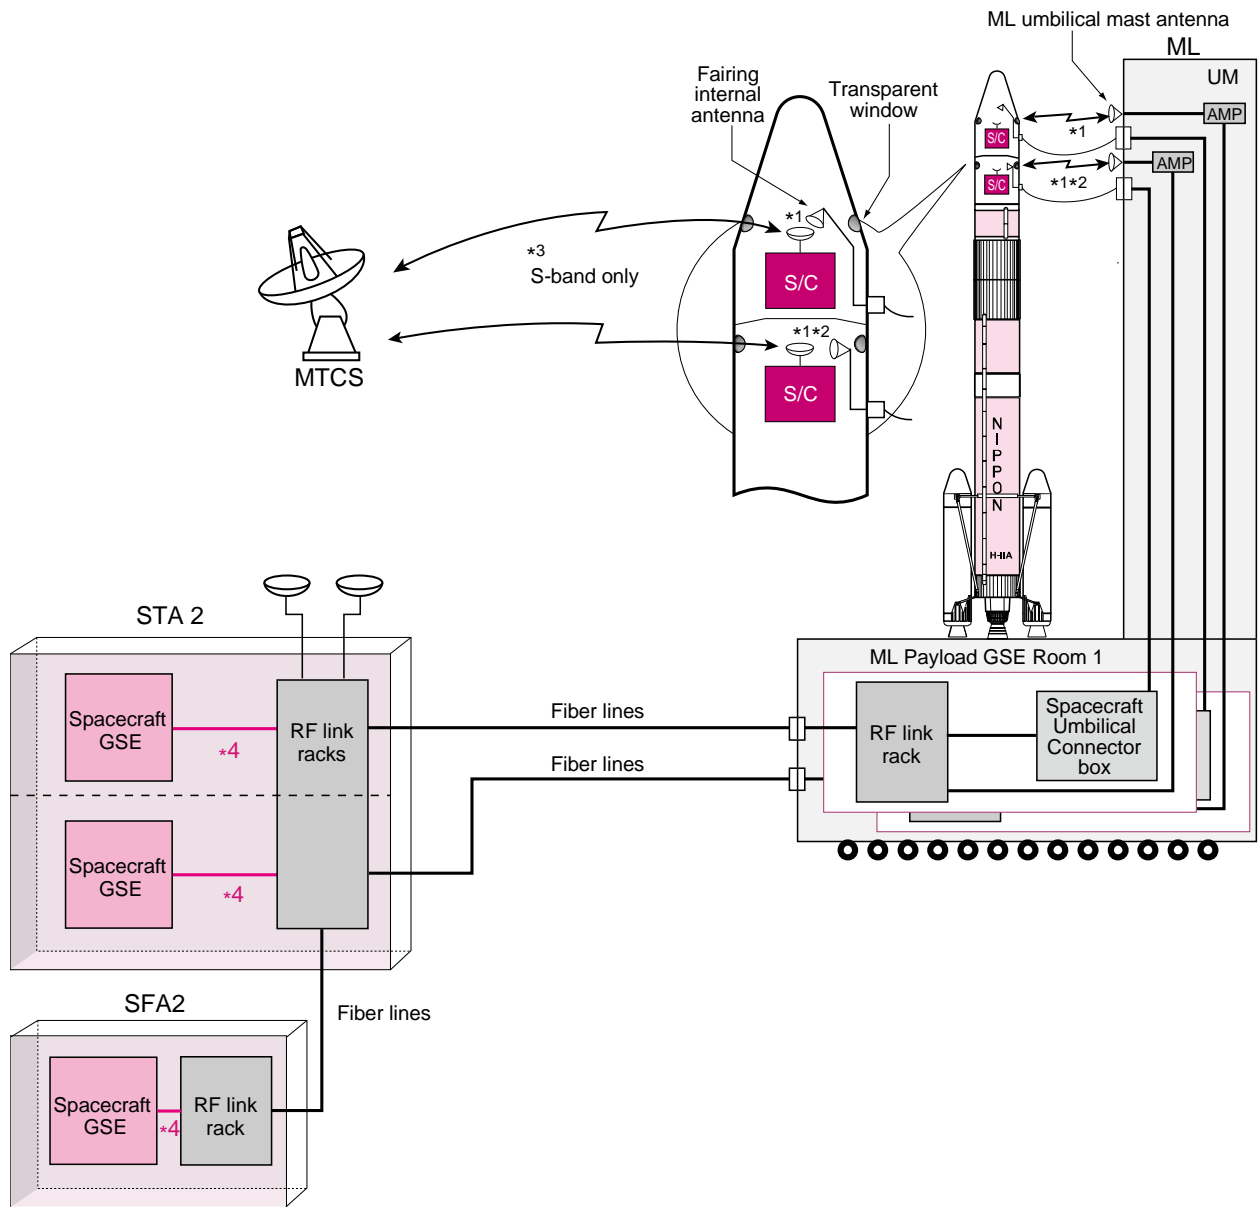 ML umbilical mast antenna
ML
UM
Fairing
internal
antenna
Transparent
window
AMP
*1
S/C
AMP
*1*2
S/C
*1
*3
S-band only
S/C
*1*2
S/C
MTCS
NIPPON
H-IIA
STA 2
ML Payload GSE Room 1
Spacecraft
GSE
*4
RF link
racks
Fiber lines
RF link
rack
Spacecraft
Umbilical
Connector
box
Fiber lines
Spacecraft
GSE
*4
SFA2
Fiber lines
Spacecraft
GSE
*4
RF link
rack